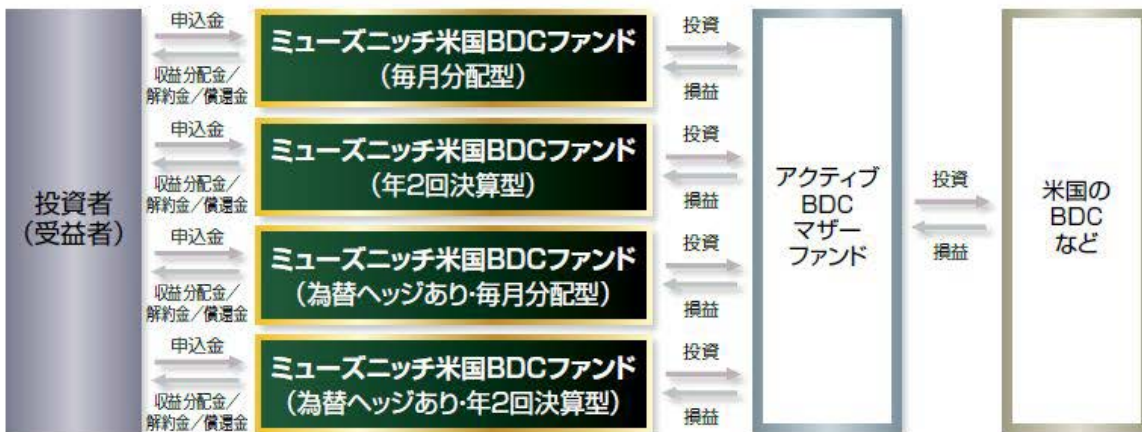 投資者
（受益者）
申込金
収益分配金／
解約金／償還金
ミューズニッチ米国BDCファンド
（毎月分配型）
投資
損益
申込金
収益分配金／
解約金／償還金
ミューズニッチ米国BDCファンド
（年2回決算型）
投資
損益
申込金
収益分配金／
解約金／償還金
ミューズニッチ米国BDCファンド
（為替ヘッジあり・毎月分配型）
投資
損益
申込金
収益分配金／
解約金／償還金
ミューズニッチ米国BDCファンド
（為替ヘッジあり・年2回決算型）
投資
損益
アクティブ
BDC
マザー
ファンド
投資
損益
米国の
BDC
など